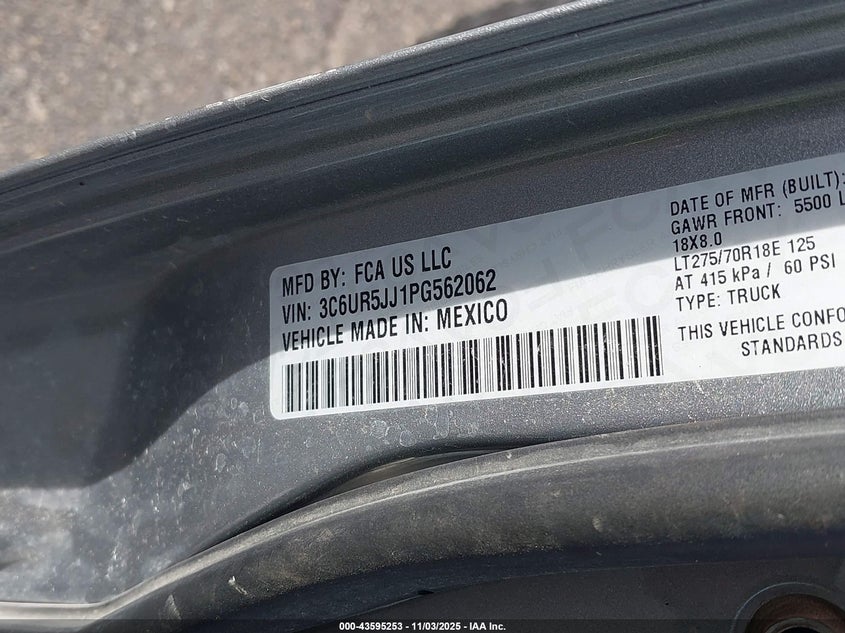 MFD BY: FCA US LLC
VIN: 3C6UR5JJ1PG562062
VEHICLE MADE IN: MEXICO
DATE OF MFR (BUILT):
GAWR FRONT: 5500 L
18X8.0
LT275/70R18E 125
AT 415 kPa / 60 PSI
TYPE: TRUCK
THIS VEHICLE CONFO
STANDARDS
000-43595253 - 11/03/2025 - IAA Inc.